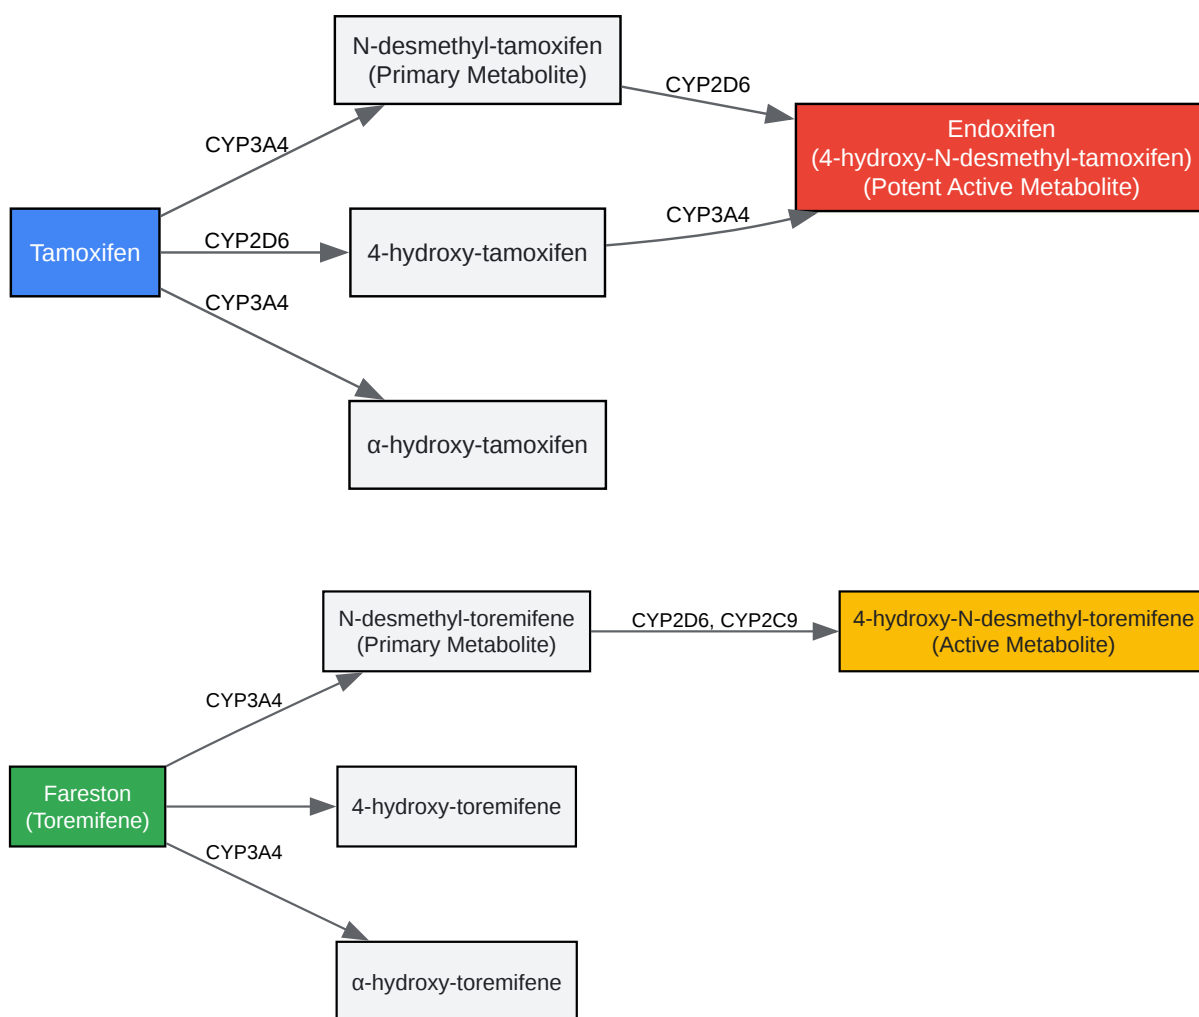 N-desmethyl-tamoxifen
(Primary Metabolite)
CYP2D6
Endoxifen
(4-hydroxy-N-desmethyl-tamoxifen)
(Potent Active Metabolite)
CYP3A4
Tamoxifen
CYP2D6
4-hydroxy-tamoxifen
CYP3A4
CYP3A4
α-hydroxy-tamoxifen
N-desmethyl-toremifene
(Primary Metabolite)
CYP2D6, CYP2C9
4-hydroxy-N-desmethyl-toremifene
(Active Metabolite)
CYP3A4
Fareston
(Toremifene)
4-hydroxy-toremifene
CYP3A4
α-hydroxy-toremifene